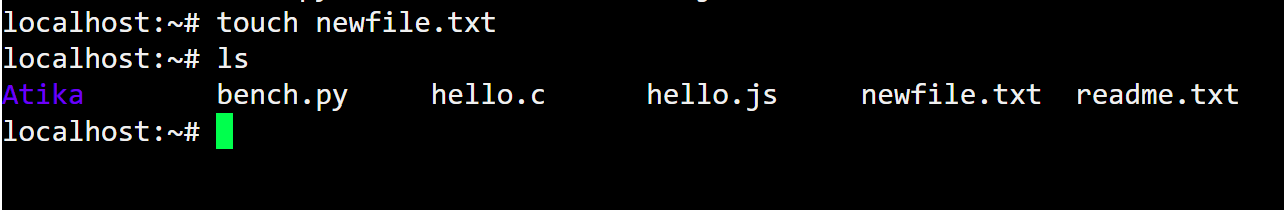 localhost:~# touch newfile.txt
localhost:~# ls
Atika        bench.py     hello.c      hello.js     newfile.txt  readme.txt
localhost:~#